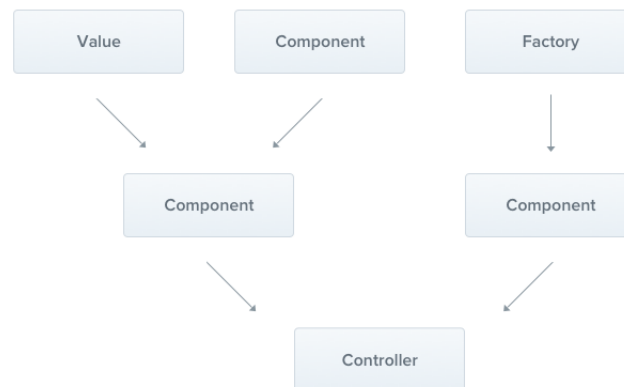 Value
Component
Factory
Component
Component
Controller